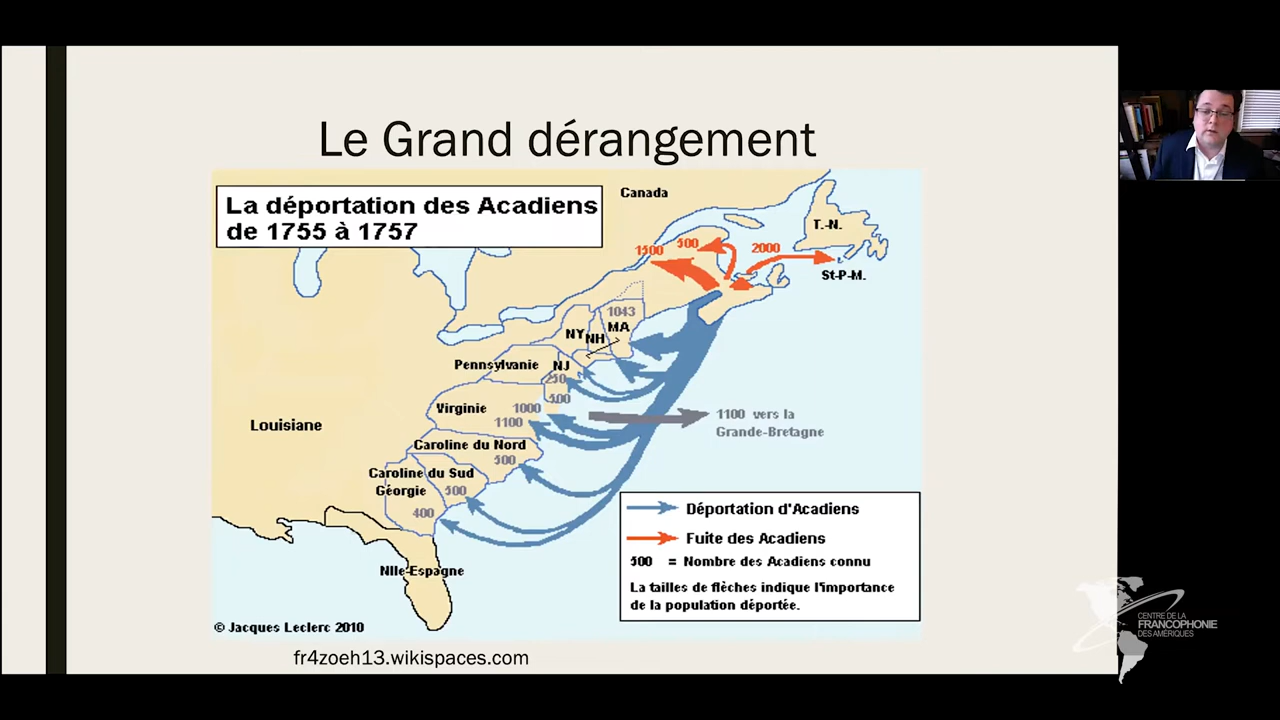 Le Grand dérangement
La déportation des Acadiens
de 1755 à 1757
Canada
T.-N.
1500
500
2000
St-P-M.
1043
NY
NH
MA
Pennsylvanie
NJ
250
500
Virginie
1000
1100
1100 vers la
Grande-Bretagne
Louisiane
Caroline du Nord
500
Caroline du Sud
Géorgie
500
400
Déportation d'Acadiens
Fuite des Acadiens
500 = Nombre des Acadiens connu
La tailles de flèches indique l'importance
de la population déportée.
Nlle-Espagne
© Jacques Leclerc 2010
fr4zoeh13.wikispaces.com
CENTRE DE LA
FRANCOPHONIE
DES AMÉRIQUES